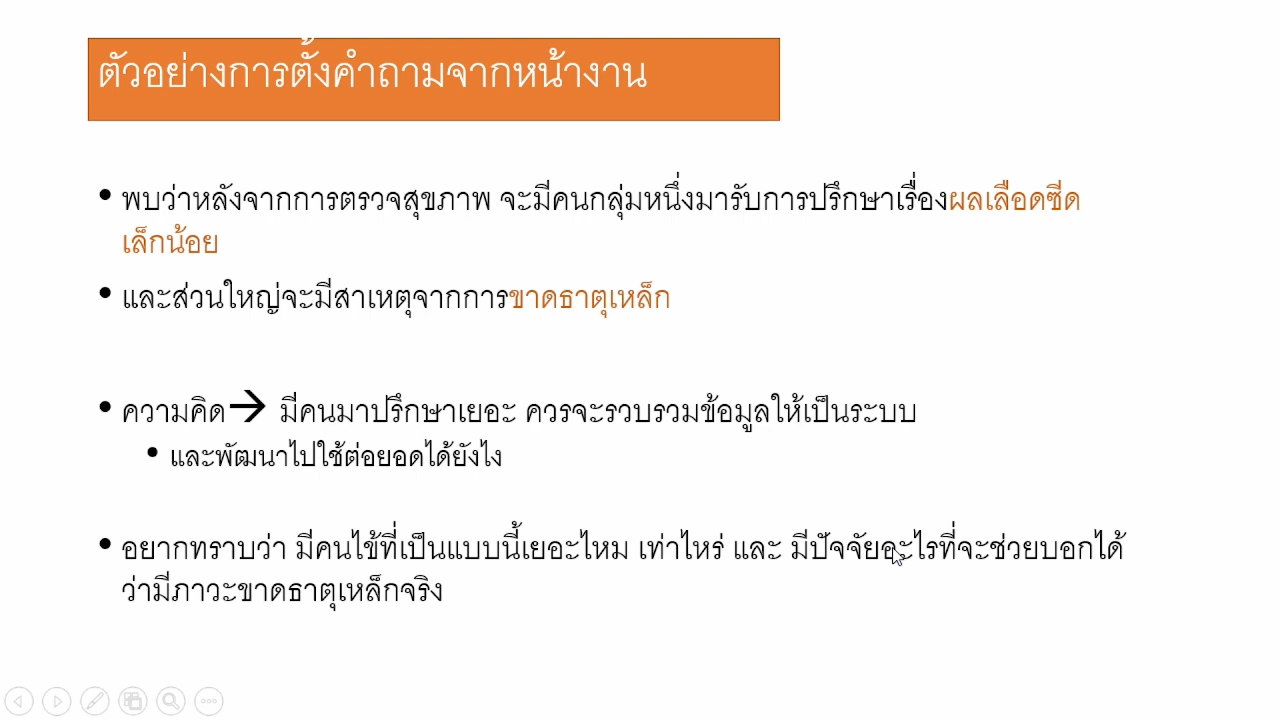 ตัวอย่างการตั้งคำถามจากหน้างาน
• พบว่าหลังจากการตรวจสุขภาพ จะมีคนกลุ่มหนึ่งมารับการปรึกษาเรื่องผลเลือดซีด
เล็กน้อย
• และส่วนใหญ่จะมีสาเหตุจากการขาดธาตุเหล็ก
• ความคิด→ มีคนมาปรึกษาเยอะ ควรจะรวบรวมข้อมูลให้เป็นระบบ
• และพัฒนาไปใช้ต่อยอดได้ยังไง
• อยากทราบว่า มีคนไข้ที่เป็นแบบนี้เยอะไหม เท่าไหร่ และ มีปัจจัยอะไรที่จะช่วยบอกได้
ว่ามีภาวะขาดธาตุเหล็กจริง